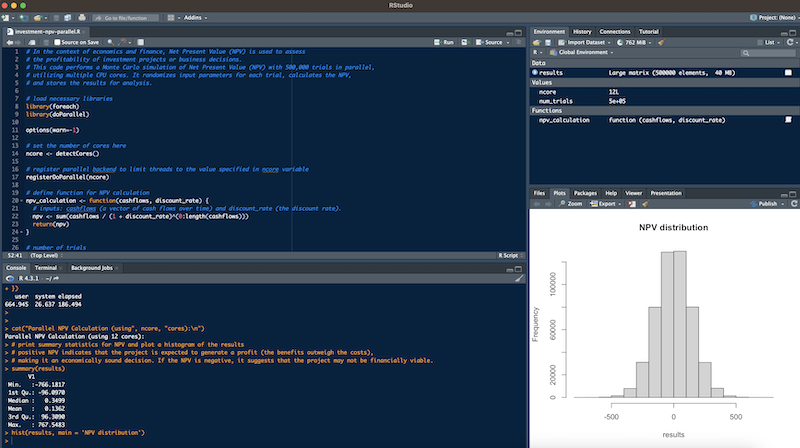 RStudio
Go to file/function
Addins
Project: (None)
investment-npv-parallel.R
Source on Save
Run
Source
1 # In the context of economics and finance, Net Present Value (NPV) is used to assess
2 # the profitability of investment projects or business decisions.
3 # This code performs a Monte Carlo simulation of Net Present Value (NPV) with 500,000 trials in parallel,
4 # utilizing multiple CPU cores. It randomizes input parameters for each trial, calculates the NPV,
5 # and stores the results for analysis.
6
7 # load necessary libraries
8 library(foreach)
9 library(doParallel)
10
11 options(warn=-1)
12
13 # set the number of cores here
14 ncore <- detectCores()
15
16 # register parallel backend to limit threads to the value specified in ncore variable
17 registerDoParallel(ncore)
18
19 # define function for NPV calculation
20 npv_calculation <- function(cashflows, discount_rate) {
21 # inputs: cashflows (a vector of cash flows over time) and discount_rate (the discount rate).
22 npv <- sum(cashflows / (1 + discount_rate)^(0:length(cashflows)))
23 return(npv)
24 }
25
26 # number of trials
52:41 (Top Level)
R Script
Console Terminal Background Jobs
R 4.3.1 · ~/
+ })
user system elapsed
664.945 26.637 186.494
>
>
> cat("Parallel NPV Calculation (using", ncore, "cores):\n")
Parallel NPV Calculation (using 12 cores):
> # print summary statistics for NPV and plot a histogram of the results
> # positive NPV indicates that the project is expected to generate a profit (the benefits outweigh the costs),
> # making it an economically sound decision. If the NPV is negative, it suggests that the project may not be financially viable.
> summary(results)
V1
Min. :-766.1817
1st Qu.: -96.0970
Median : 0.3499
Mean : 0.1362
3rd Qu.: 96.3090
Max. : 767.5483
> hist(results, main = 'NPV distribution')
>
Environment History Connections Tutorial
Import Dataset
762 MiB
List
R
Global Environment
Data
results Large matrix (500000 elements, 40 MB)
Values
ncore 12L
num_trials 5e+05
Functions
npv_calculation function (cashflows, discount_rate)
Files Plots Packages Help Viewer Presentation
Zoom Export
Publish
NPV distribution
Frequency
0 20000 60000 100000
-500 0 500
results